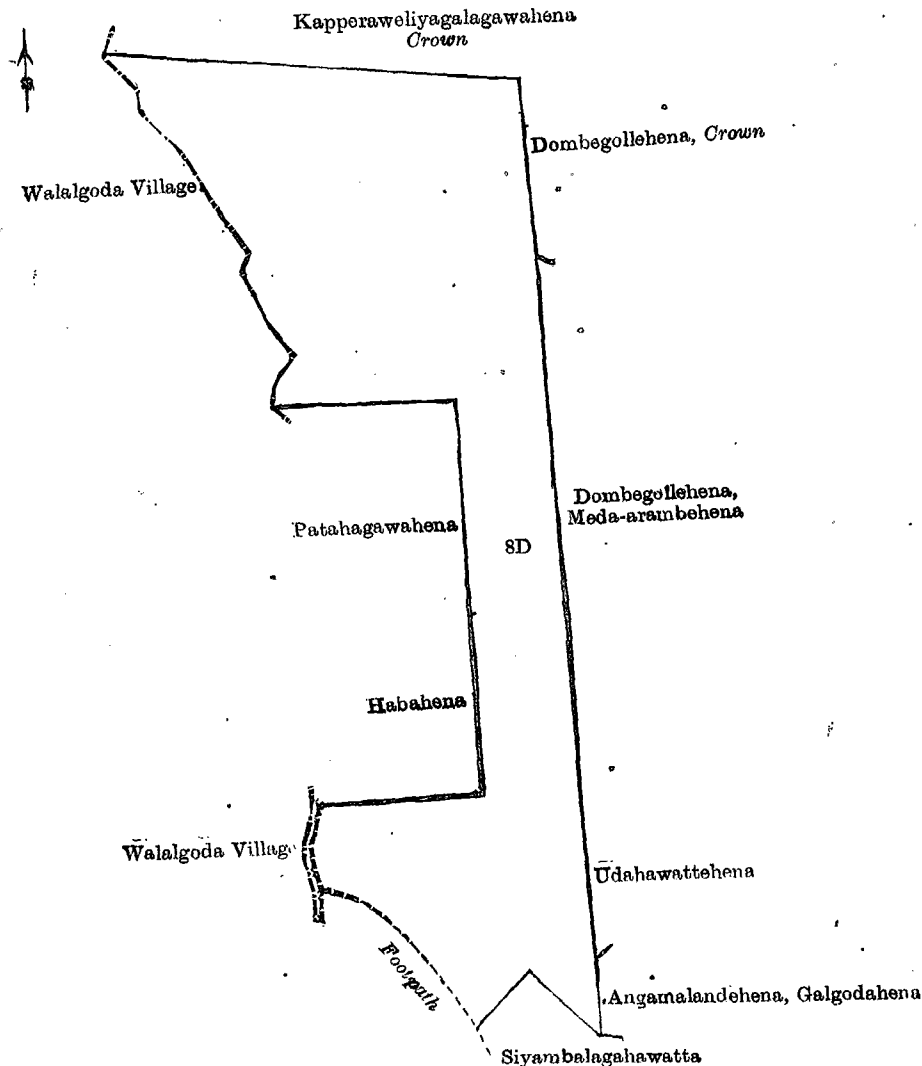 Kapperaweliyagalagawahena
Crown
Dombegollehena, Crown
Walalgoda Village
Dombegollehena,
Meda-arambehena
Patahagawahena
8D
Habahena
Walalgoda Village
Udahawattehena
Footpath
Angamalandehena, Galgodahena
Siyambalagahawatta